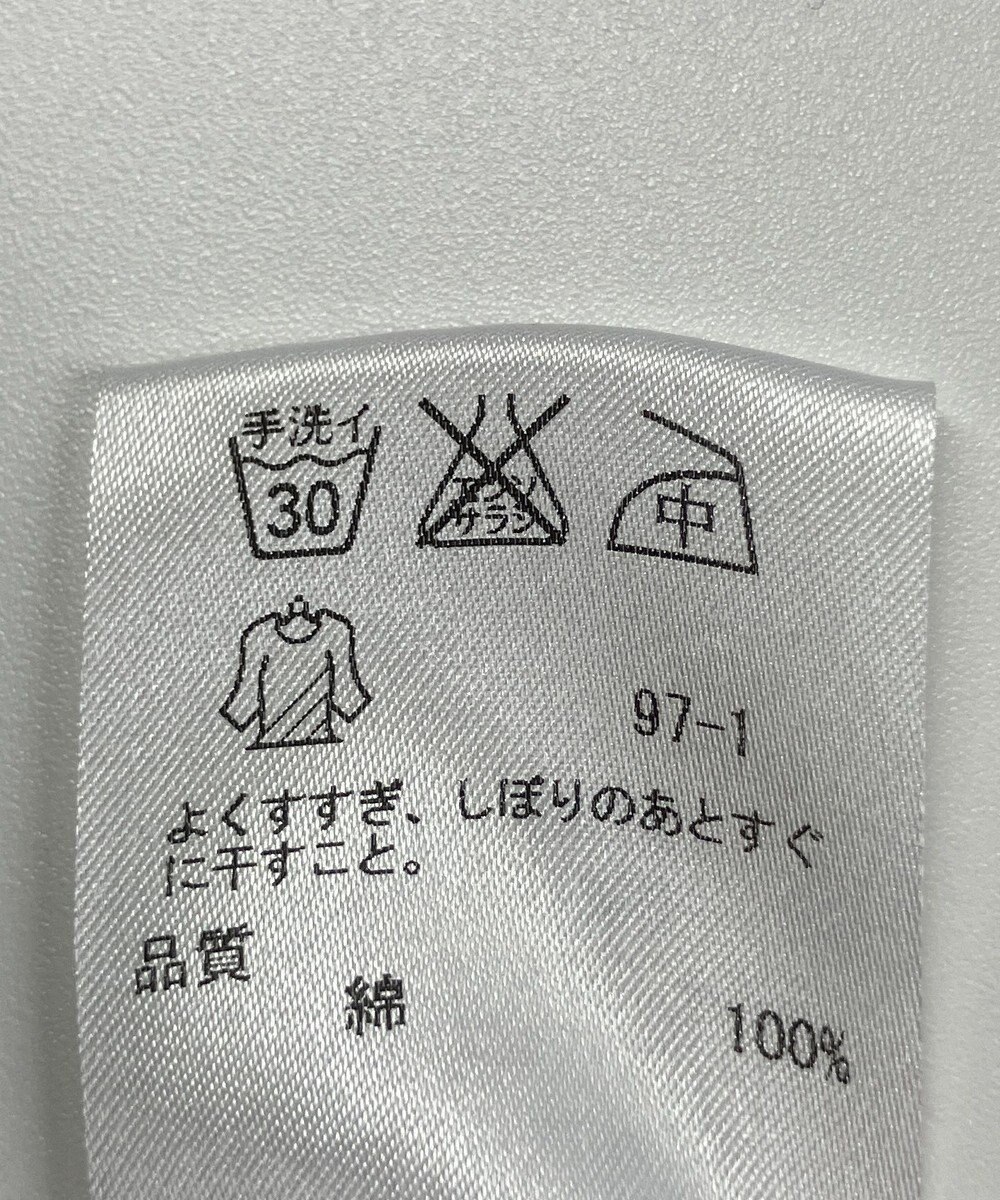 手洗イ
30
エンソ
サラシ
中
97-1
よくすすぎ、しぼりのあとすぐ
に干すこと。
品質
綿 100%